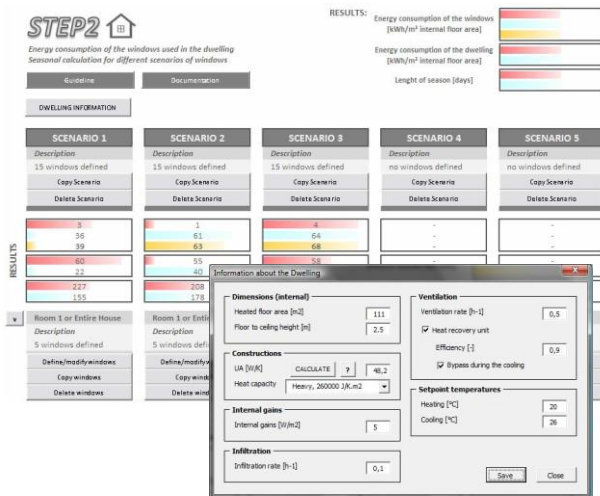 STEP2
Energy consumption of the windows used in the dwelling
Seasonal calculation for different scenarios of windows
RESULTS:
Energy consumption of the windows
[kWh/m² internal floor area]
Energy consumption of the dwelling
[kWh/m² internal floor area]
Lenght of season [days]
Guideline
Documentation
DWELLING INFORMATION
SCENARIO 1
SCENARIO 2
SCENARIO 3
SCENARIO 4
SCENARIO 5
Description
Description
Description
Description
Description
15 windows defined
15 windows defined
15 windows defined
no windows defined
no windows defined
Copy Scenario
Copy Scenario
Copy Scenario
Copy Scenario
Copy Scenario
Delete Scenario
Delete Scenario
Delete Scenario
Delete Scenario
Delete Scenario
RESULTS
3
1
4
-
-
36
61
64
-
-
39
63
68
-
-
60
55
58
22
40
227
208
155
178
v
Room 1 or Entire House
Room 1 or Entir
Description
Description
5 windows defined
5 windows defi
Define/modify windows
Define/modify w
Copy windows
Copy wind
Delete windows
Delete wind
Information about the Dwelling
Dimensions (internal)
Heated floor area [m2]
111
Floor to ceiling height [m]
2.5
Constructions
UA [W/K]
CALCULATE
?
48,2
Heat capacity
Heavy, 260000 J/K.m2
Internal gains
Internal gains [W/m2]
5
Infiltration
Infiltration rate [h-1]
0,1
Ventilation
Ventilation rate [h-1]
0,5
Heat recovery unit
Efficiency [-]
0,9
Bypass during the cooling
Setpoint temperatures
Heating [°C]
20
Cooling [°C]
26
Save
Close